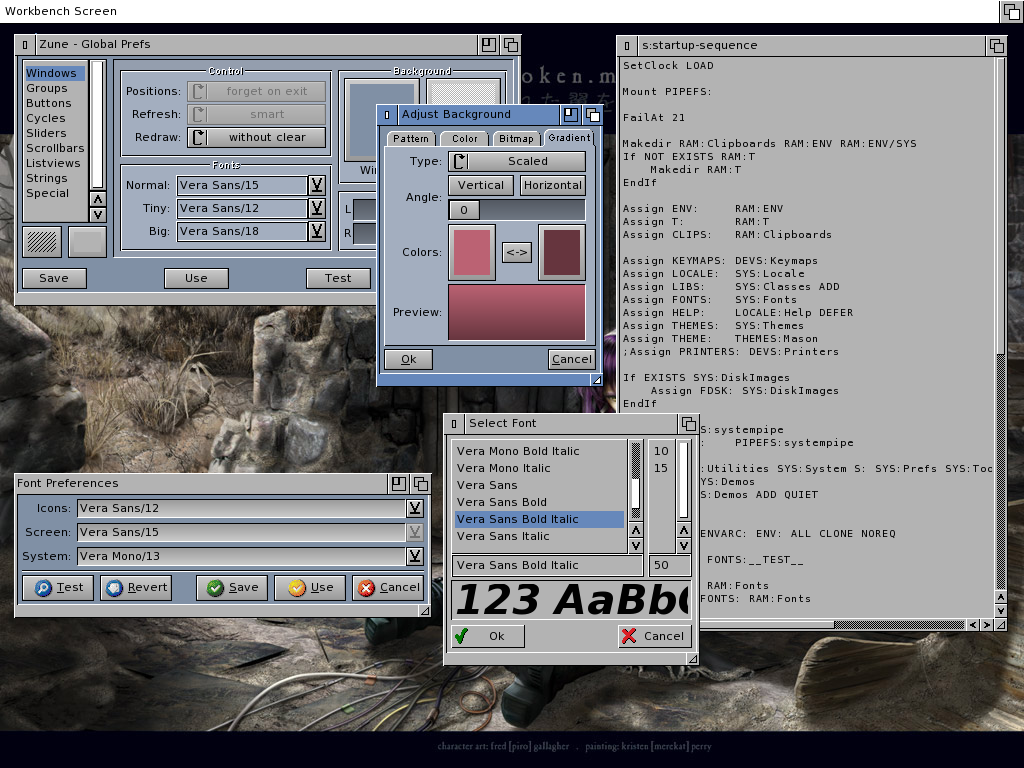 Workbench Screen
Zune - Global Prefs
Windows
Groups
Buttons
Cycles
Sliders
Scrollbars
Listviews
Strings
Special
Control
Positions: forget on exit
Refresh: smart
Redraw: without clear
Fonts
Normal: Vera Sans/15
Tiny: Vera Sans/12
Big: Vera Sans/18
Background
L
R
Save Use Test
Adjust Background
Pattern Color Bitmap Gradient
Type: Scaled
Angle: Vertical Horizontal
0
Colors: <->
Preview:
Ok Cancel
s:startup-sequence
SetClock LOAD
Mount PIPEFS:
FailAt 21
Makedir RAM:Clipboards RAM:ENV RAM:ENV/SYS
If NOT EXISTS RAM:T
Makedir RAM:T
EndIf
Assign ENV: RAM:ENV
Assign T: RAM:T
Assign CLIPS: RAM:Clipboards
Assign KEYMAPS: DEVS:Keymaps
Assign LOCALE: SYS:Locale
Assign LIBS: SYS:Classes ADD
Assign FONTS: SYS:Fonts
Assign HELP: LOCALE:Help DEFER
Assign THEMES: SYS:Themes
Assign THEME: THEMES:Mason
;Assign PRINTERS: DEVS:Printers
If EXISTS SYS:DiskImages
Assign FDSK: SYS:DiskImages
EndIf
S:systempipe
: PIPEFS:systempipe
:Utilities SYS:System S: SYS:Prefs SYS:Toc
YS:Demos
S:Demos ADD QUIET
ENVARC: ENV: ALL CLONE NOREQ
FONTS:__TEST__
RAM:Fonts
FONTS: RAM:Fonts
Select Font
Vera Mono Bold Italic
Vera Mono Italic
Vera Sans
Vera Sans Bold
Vera Sans Bold Italic
Vera Sans Italic
10
15
Vera Sans Bold Italic 50
123 AaBb
Ok Cancel
Font Preferences
Icons: Vera Sans/12
Screen: Vera Sans/15
System: Vera Mono/13
Test Revert Save Use Cancel
character art: fred [piro] gallagher . painting: kristen [merekat] perry